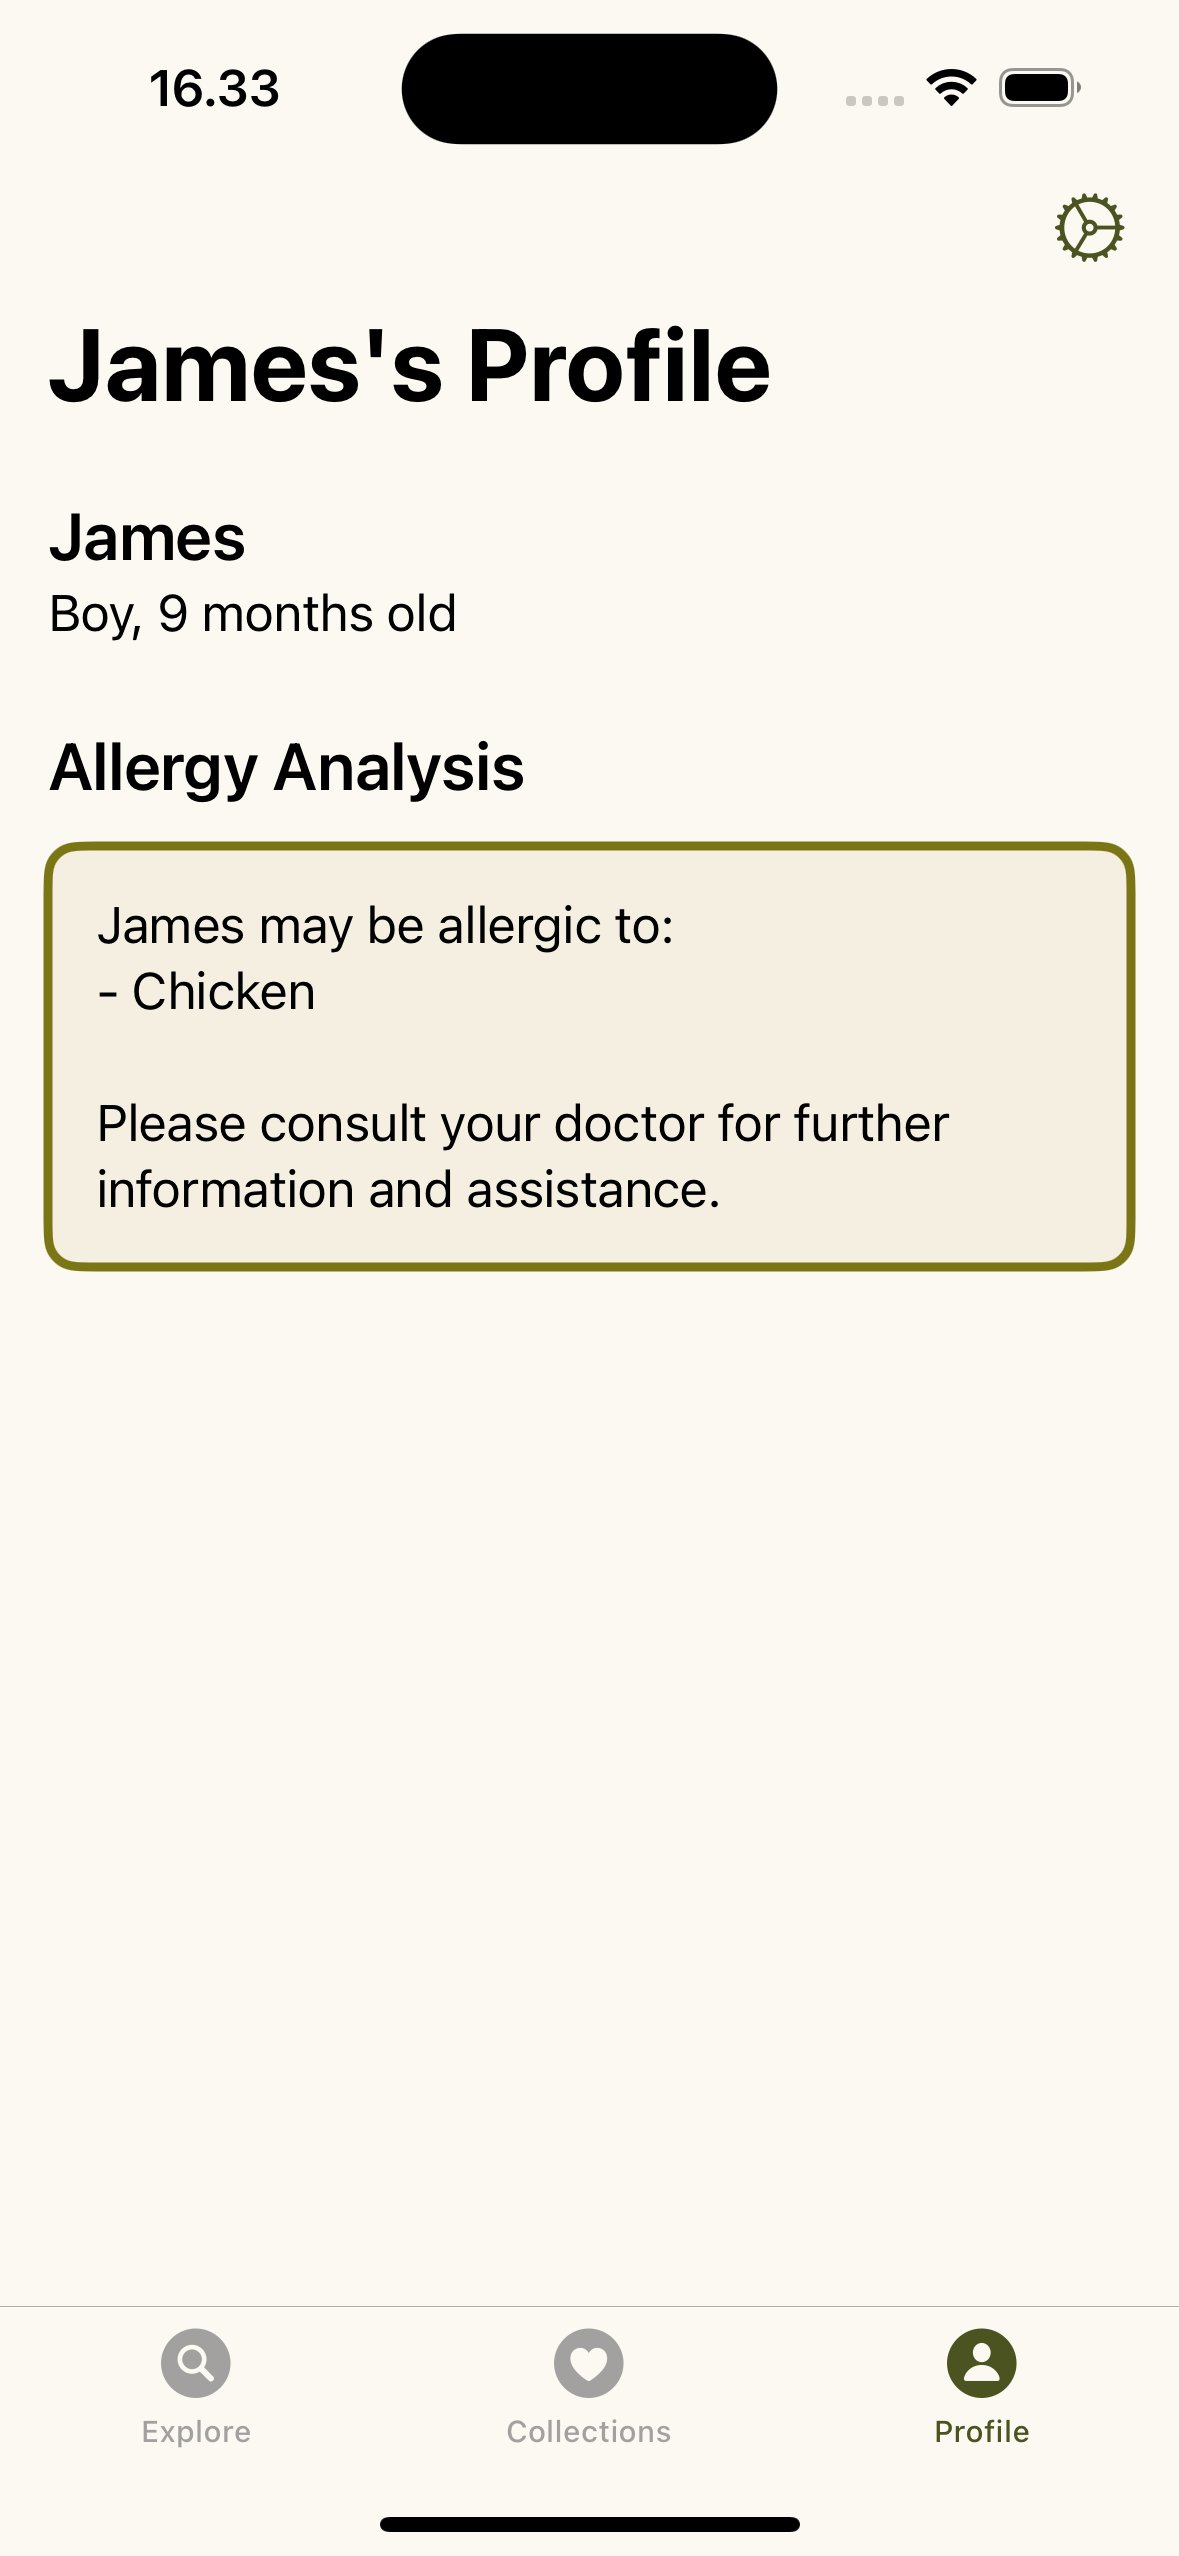 16.33
James's Profile
James
Boy, 9 months old
Allergy Analysis
James may be allergic to:
- Chicken
Please consult your doctor for further
information and assistance.
Explore
Collections
Profile